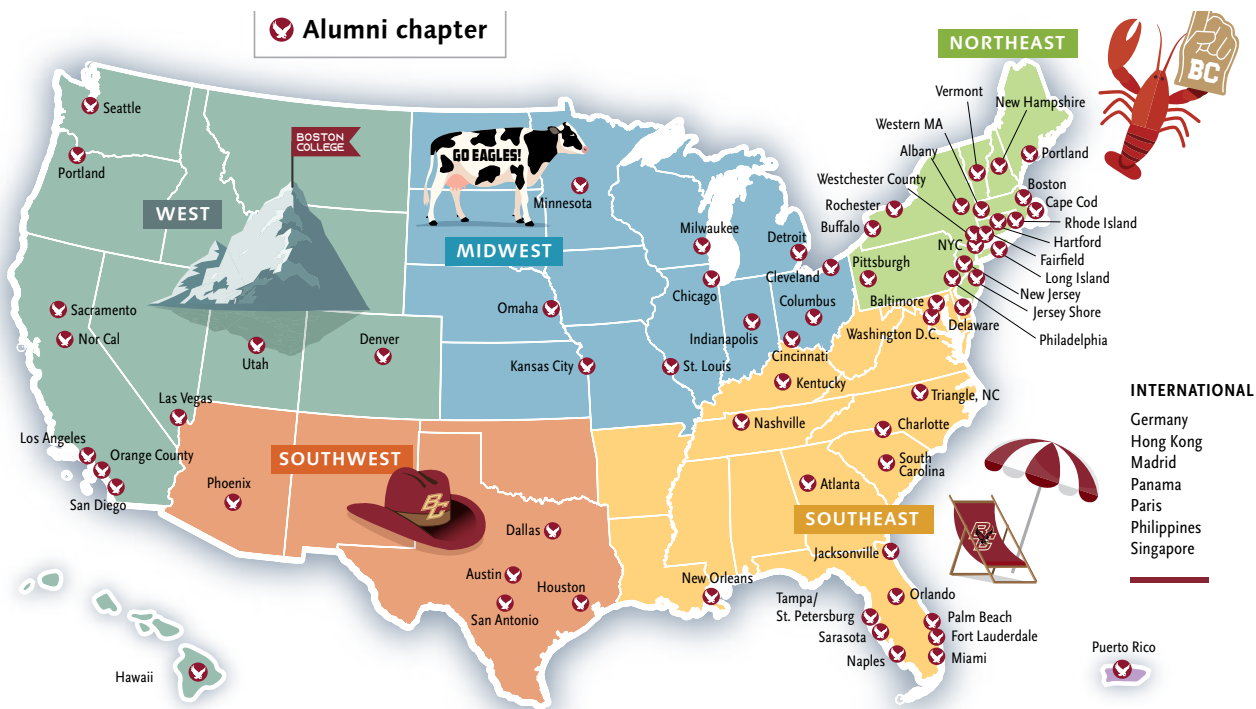 Alumni chapter
NORTHEAST
BC
Vermont
New Hampshire
Western MA
Albany
Portland
Westchester County
Boston
Cape Cod
Rochester
Rhode Island
Buffalo
Hartford
NYC
Fairfield
Long Island
Pittsburgh
New Jersey
Jersey Shore
Baltimore
Delaware
Washington D.C.
Philadelphia
Seattle
Portland
BOSTON
COLLEGE
WEST
Sacramento
Nor Cal
Utah
Denver
Las Vegas
Los Angeles
Orange County
San Diego
Hawaii
GO EAGLES!
Minnesota
MIDWEST
Milwaukee
Detroit
Cleveland
Chicago
Columbus
Omaha
Indianapolis
Cincinnati
Kansas City
St. Louis
SOUTHWEST
BC
Phoenix
Dallas
Austin
Houston
San Antonio
Kentucky
Nashville
Triangle, NC
Charlotte
South
Carolina
Atlanta
SOUTHEAST
BC
Jacksonville
New Orleans
Orlando
Tampa/
St. Petersburg
Palm Beach
Sarasota
Fort Lauderdale
Naples
Miami
Puerto Rico
INTERNATIONAL
Germany
Hong Kong
Madrid
Panama
Paris
Philippines
Singapore